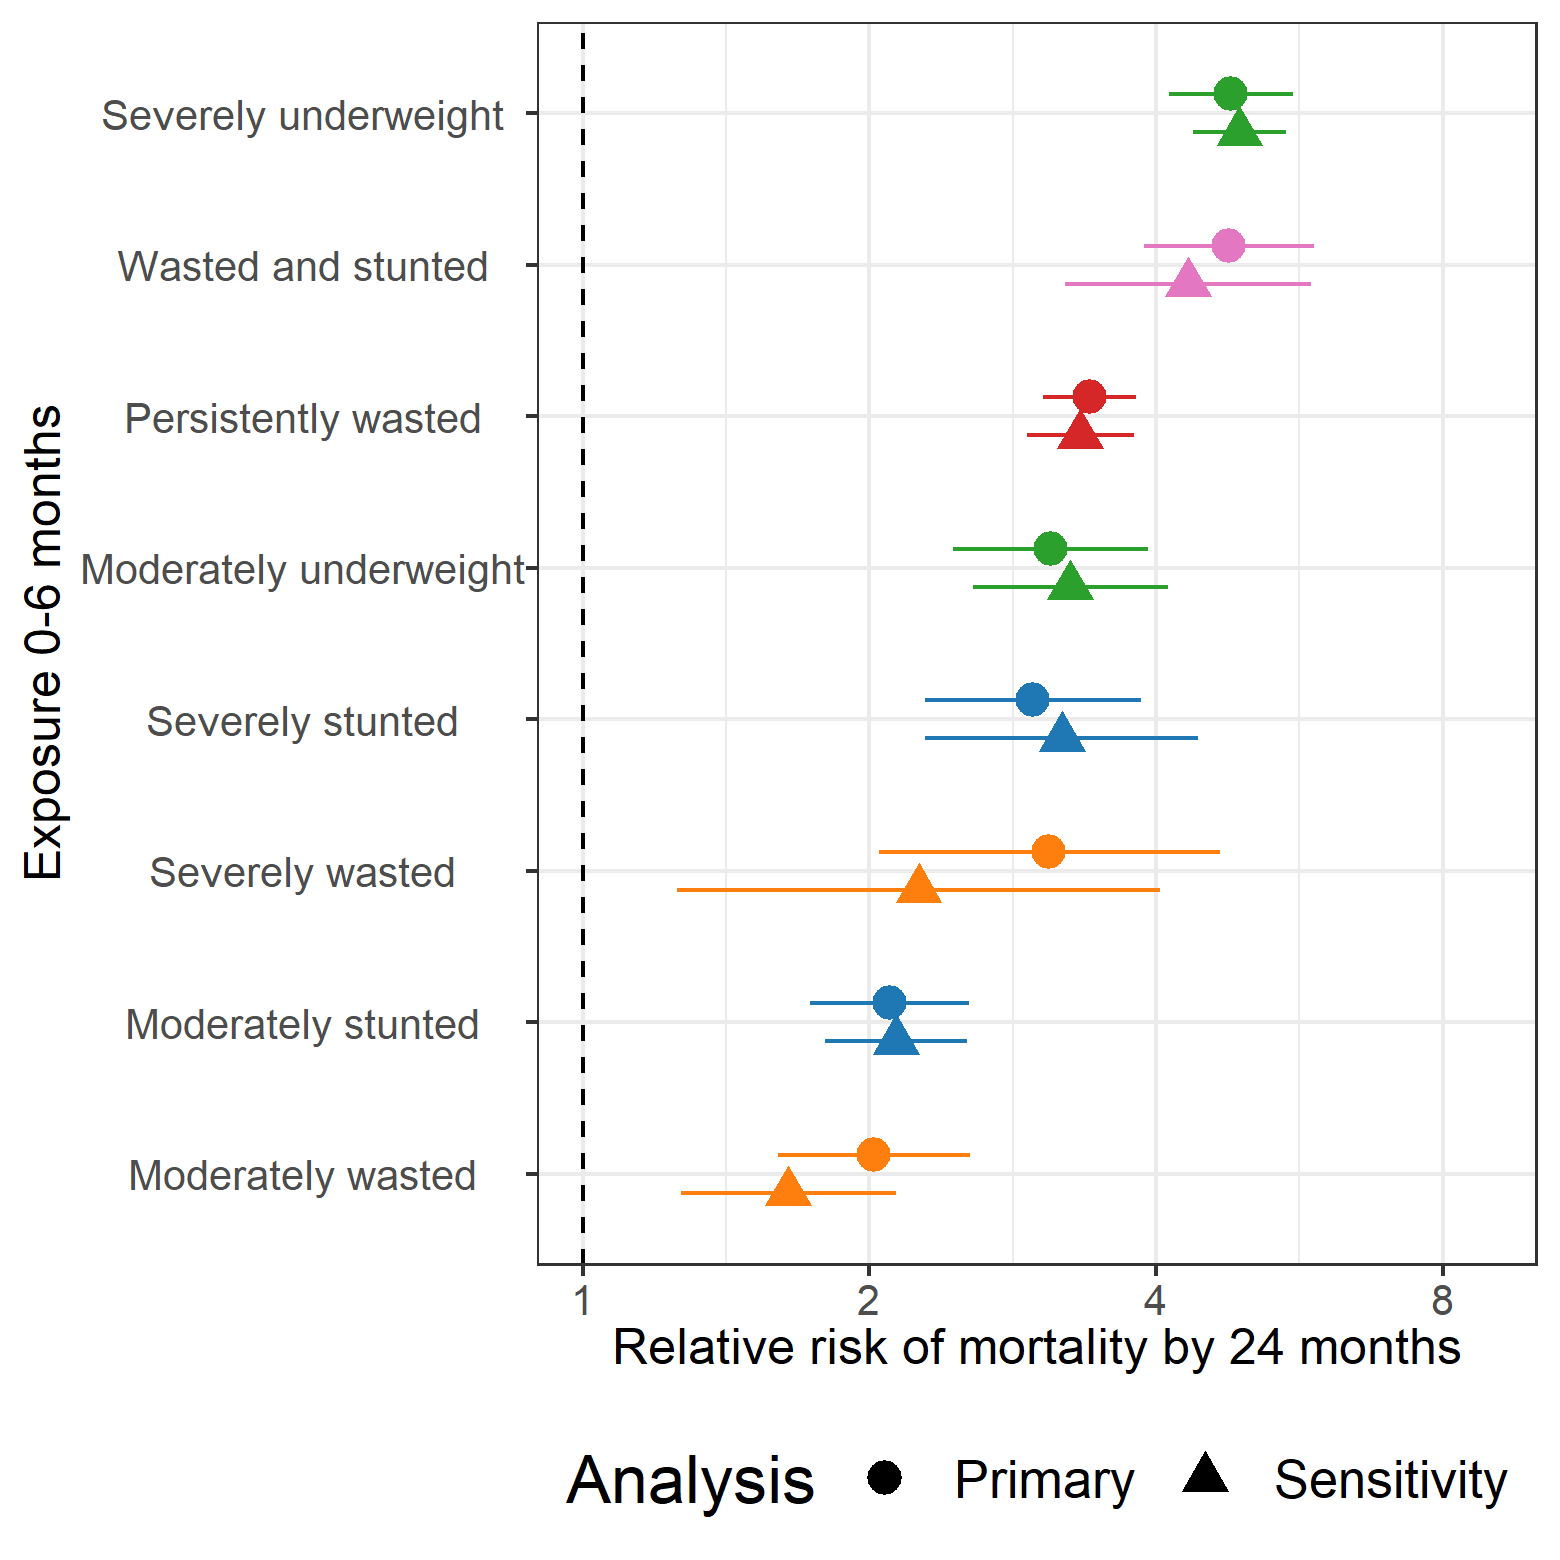 Exposure 0-6 months
Severely underweight
Wasted and stunted
Persistently wasted
Moderately underweight
Severely stunted
Severely wasted
Moderately stunted
Moderately wasted
1 2 4 8
Relative risk of mortality by 24 months
Analysis Primary Sensitivity